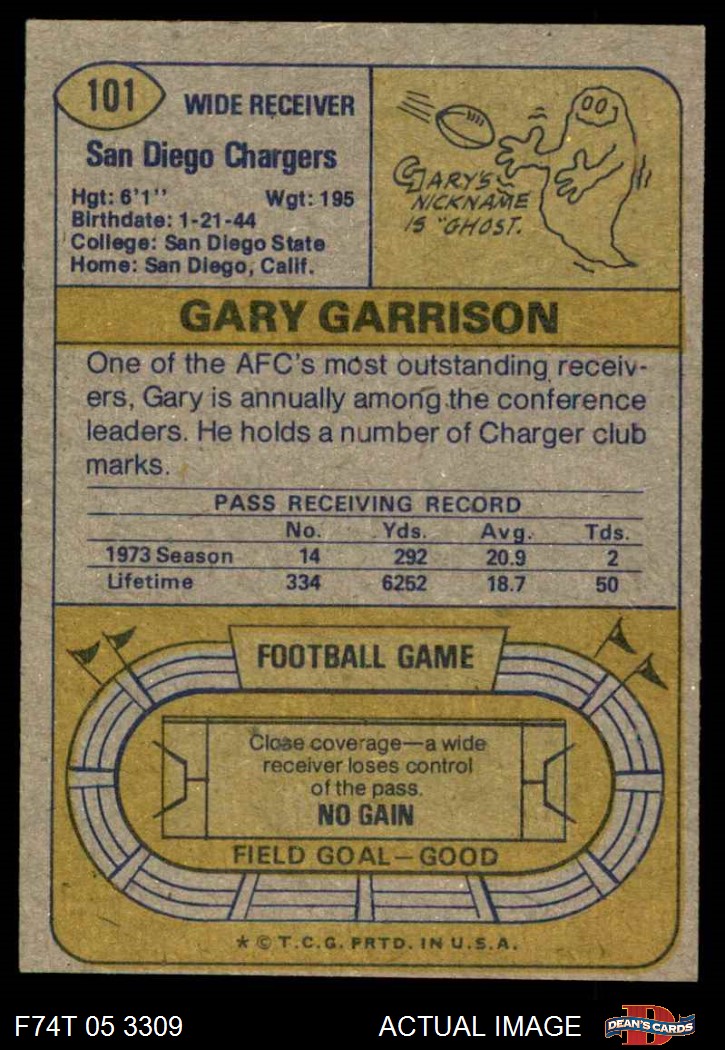 101
WIDE RECEIVER
San Diego Chargers
Hgt: 6'1'' Wgt: 195
Birthdate: 1-21-44
College: San Diego State
Home: San Diego, Calif.
GARY'S
NICKNAME
IS "GHOST.
GARY GARRISON
One of the AFC's most outstanding receiv-
ers, Gary is annually among the conference
leaders. He holds a number of Charger club
marks.
PASS RECEIVING RECORD
No. Yds. Avg. Tds.
1973 Season 14 292 20.9 2
Lifetime 334 6252 18.7 50
FOOTBALL GAME
Close coverage—a wide
receiver loses control
of the pass.
NO GAIN
FIELD GOAL—GOOD
* © T.C.G. PRTD. IN U.S.A.
F74T 05 3309 ACTUAL IMAGE
D
DEAN'S CARDS